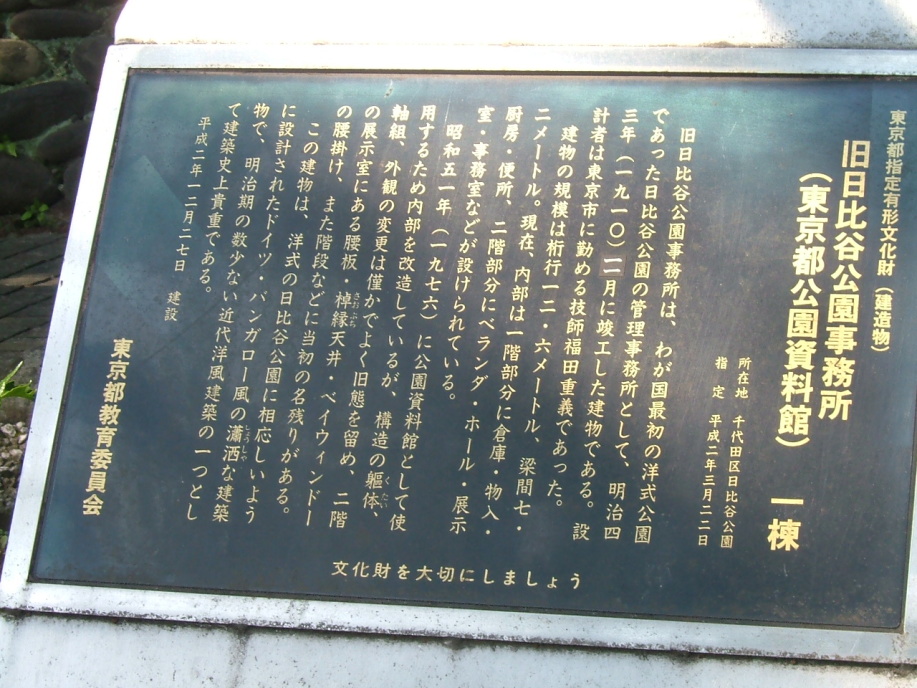 東京都指定有形文化財（建造物）
旧日比谷公園事務所
（東京都公園資料館）　一棟
所在地　千代田区日比谷公園
指定　平成二年三月二二日
旧日比谷公園事務所は、わが国最初の洋式公園
であった日比谷公園の管理事務所として、明治四
三年（一九一〇）一一月に竣工した建物である。設
計者は東京市に勤める技師福田重義であった。
建物の規模は桁行一二・六メートル、梁間七・
二メートル。現在、内部は一階部分に倉庫・物入・
厨房・便所、二階部分にベランダ・ホール・展示
室・事務室などが設けられている。
昭和五一年（一九七六）に公園資料館として使
用するため内部を改造しているが、構造の軀体、
軸組、外観の変更は僅かでよく旧態を留め、二階
の展示室にある腰板・棹縁天井・ベイウィンドー
の腰掛け、また階段などに当初の名残りがある。
この建物は、洋式の日比谷公園に相応しいよう
に設計されたドイツ・バンガロー風の瀟洒な建築
物で、明治期の数少ない近代洋風建築の一つとし
て建築史上貴重である。
平成二年一二月二七日　建設
東京都教育委員会
文化財を大切にしましょう